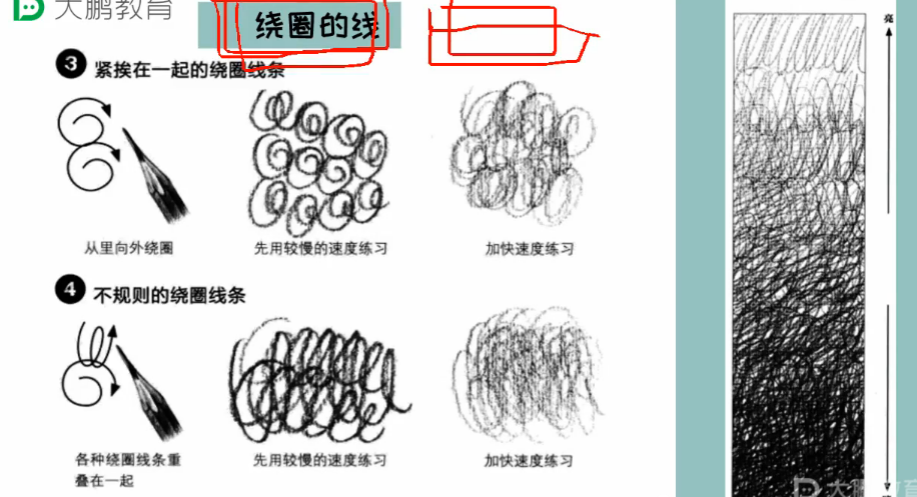 大鹏教育
绕圈的线
3 紧挨在一起的绕圈线条
从里向外绕圈
先用较慢的速度练习
加快速度练习
4 不规则的绕圈线条
各种绕圈线条重
叠在一起
先用较慢的速度练习
加快速度练习
亮
大鹏教育